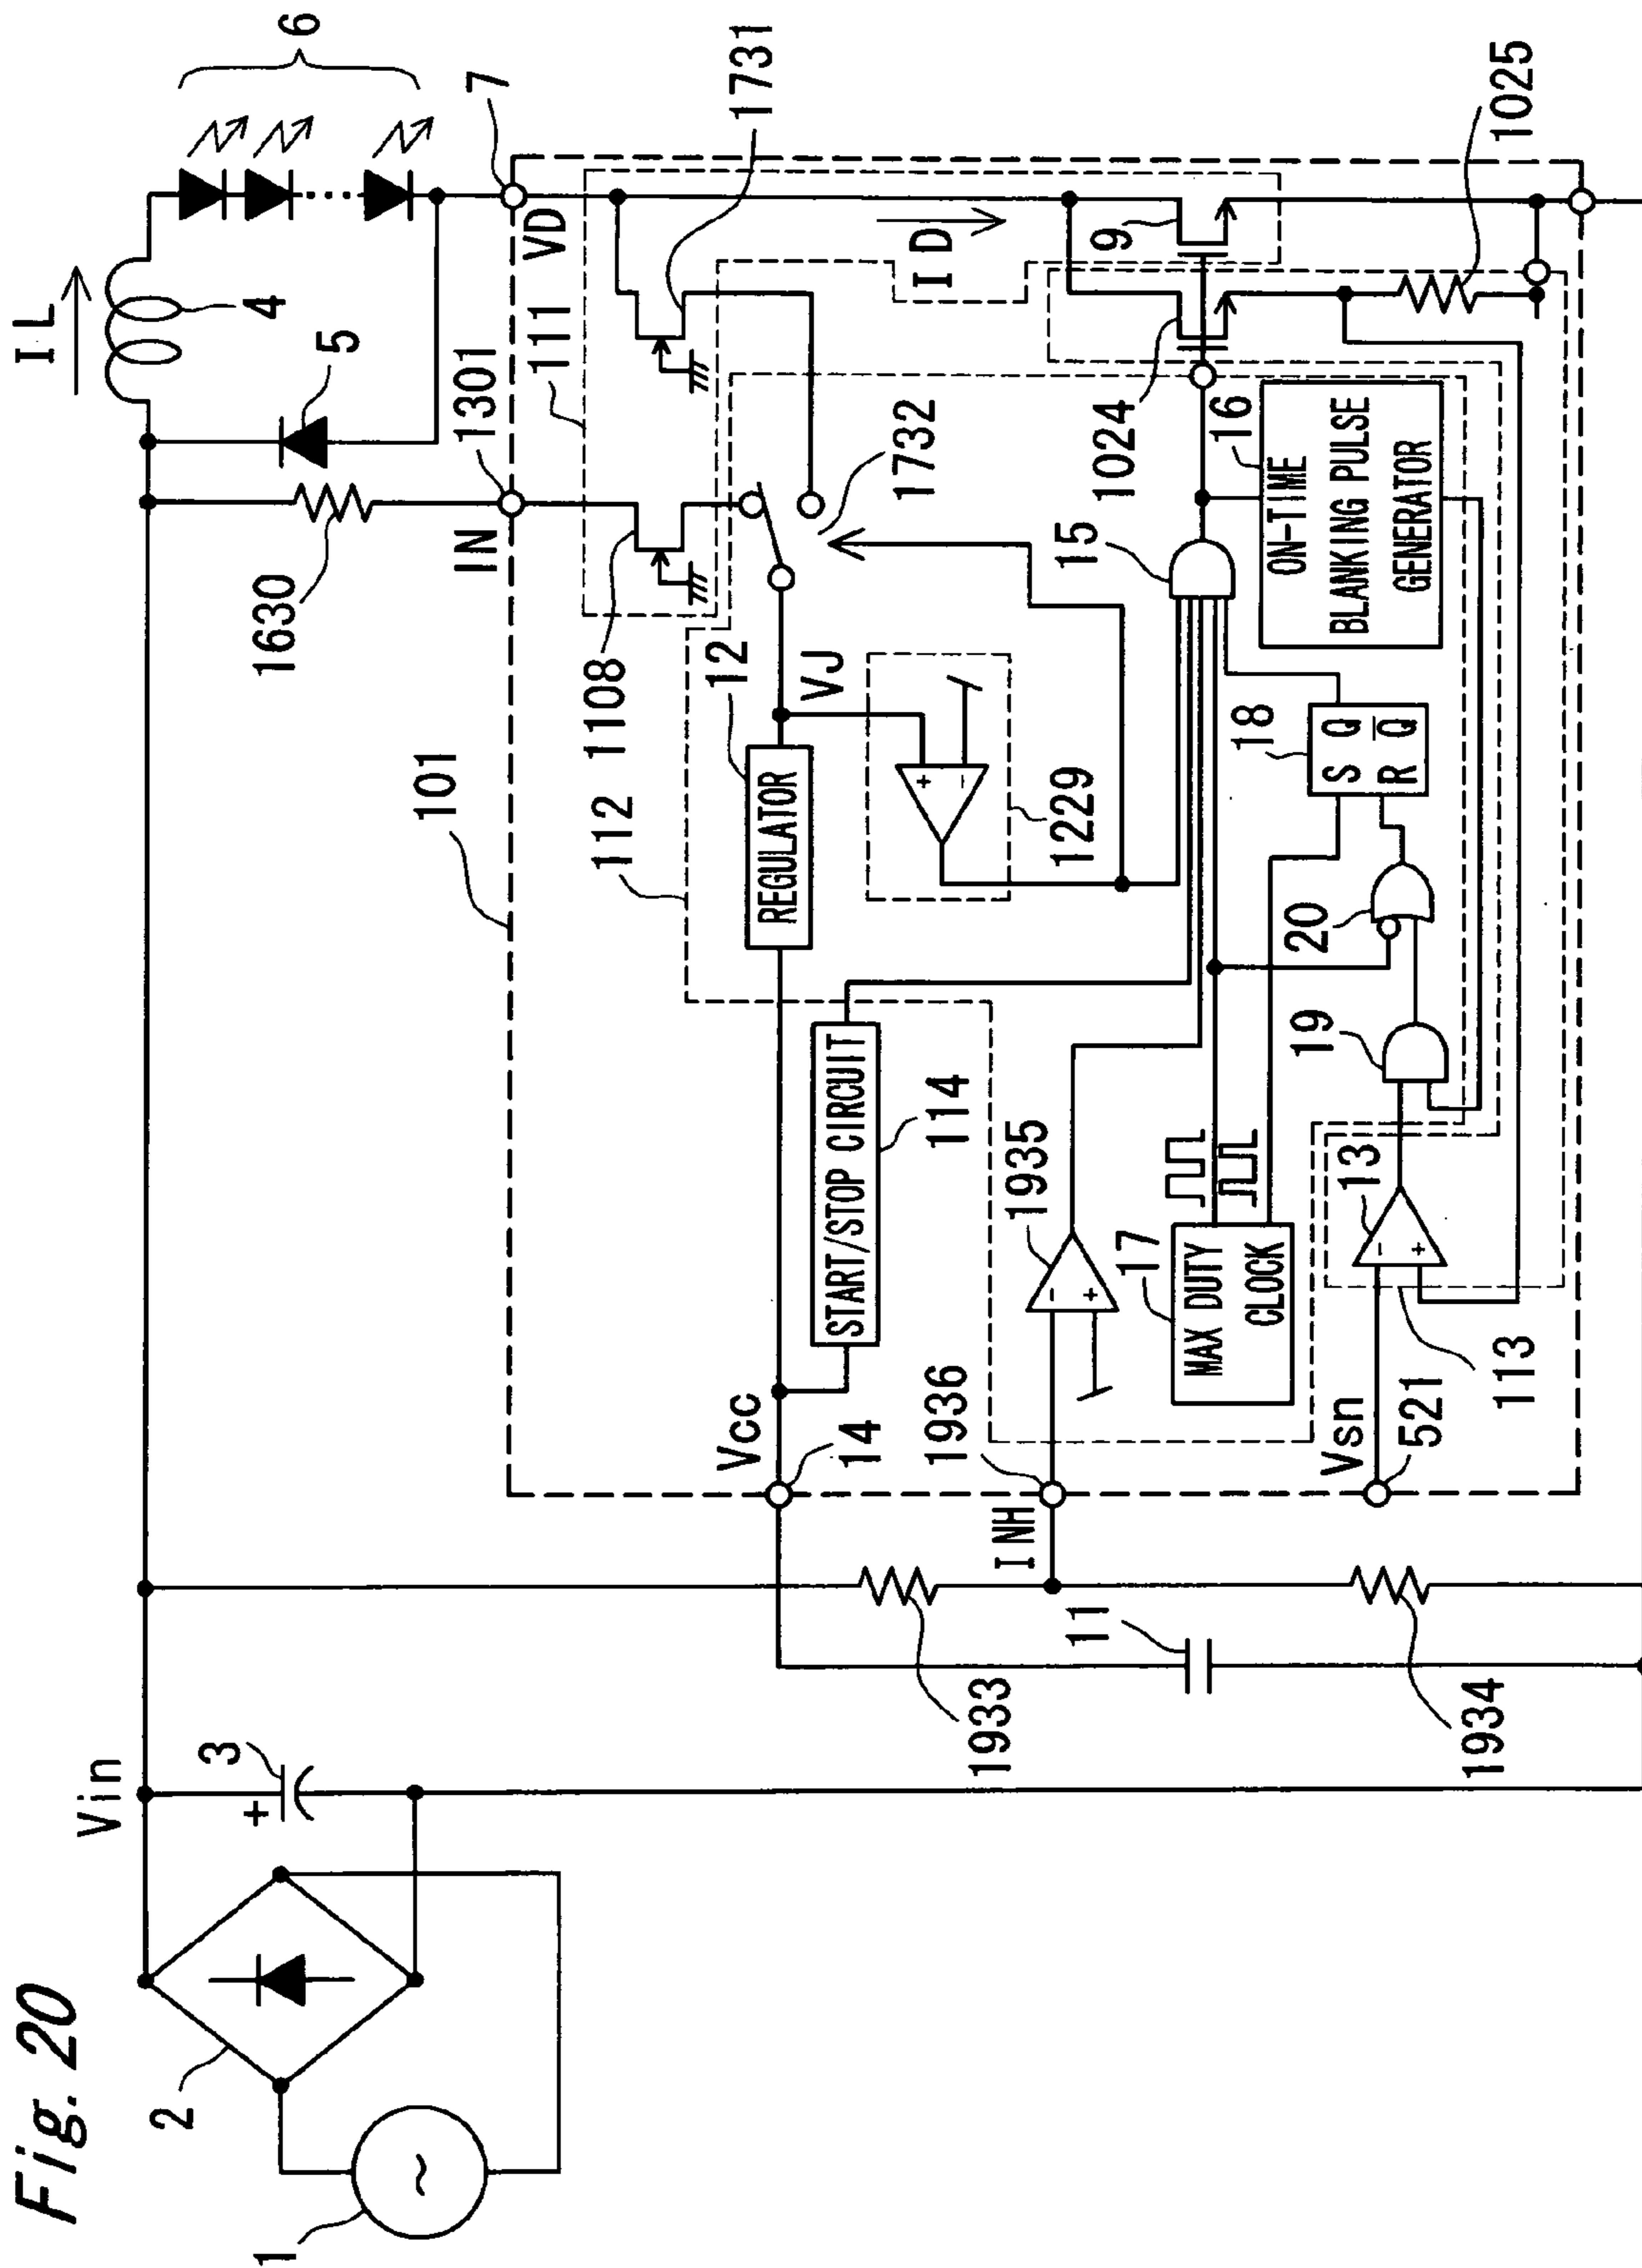 Fig. 20
1
2
Vin
3
+
~
IL
4
5
6
7
1630
IN
1301
VD
111
101
112
12
1108
1731
REGULATOR
VJ
1732
ID
9
+
-
1229
Vcc
14
START/STOP CIRCUIT
114
15
1024
1025
16
ON-TIME
BLANKING PULSE
GENERATOR
INH
1936
1935
-
+
17
MAX DUTY
CLOCK
18
S Q
R Q̅
20
19
13
-
+
Vsn
521
113
1933
11
1934